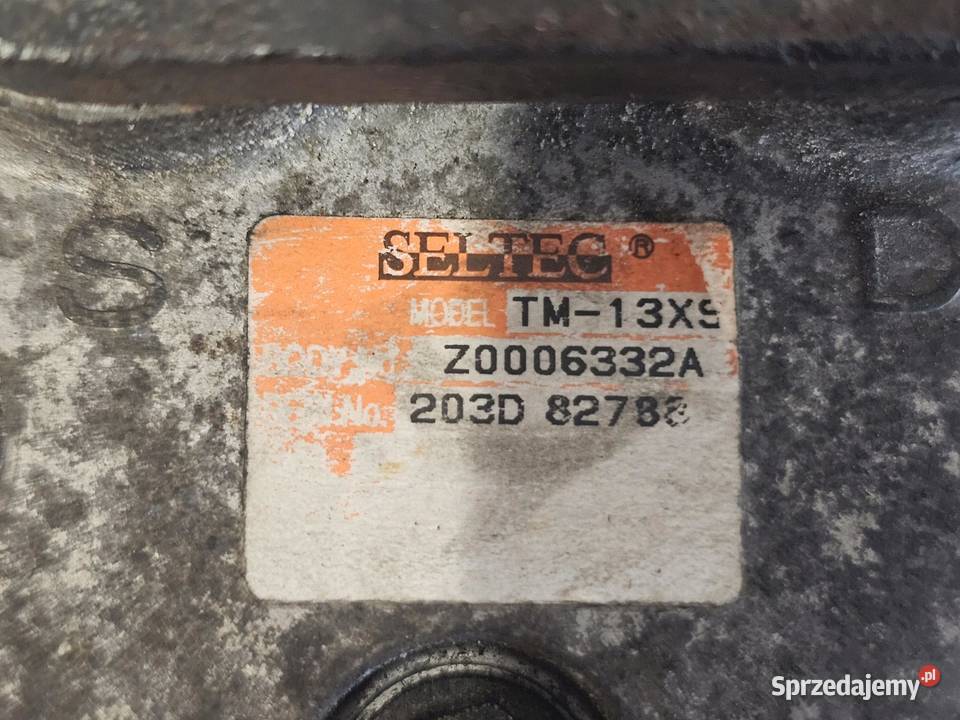 S
D
SELTEC ®
MODEL TM-13XS
Z0006332A
No. 203D 82788
Sprzedajemy.pl